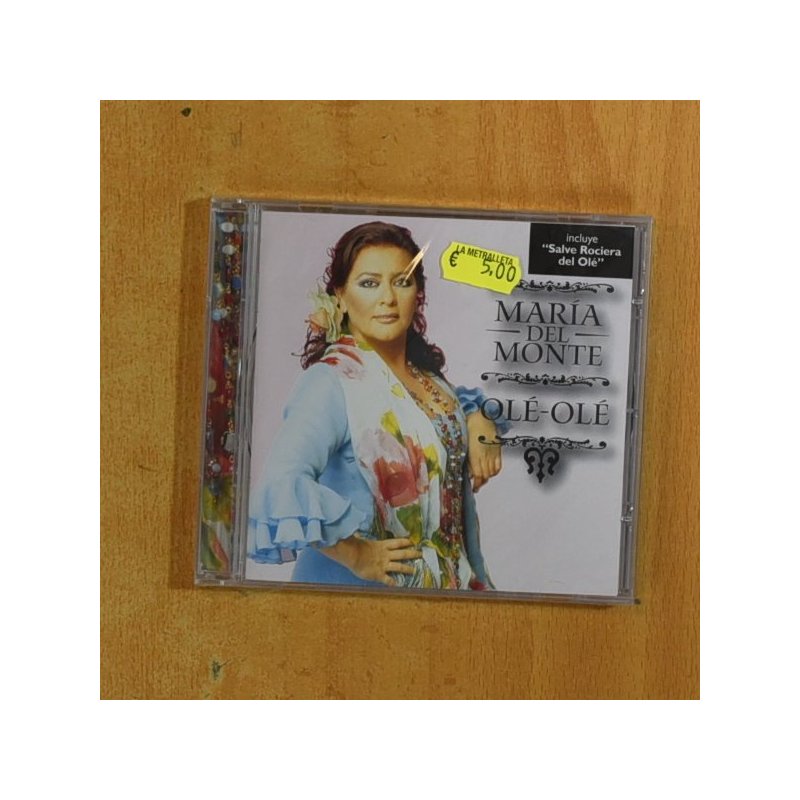 LA METRALLETA
€ 5,00
incluye
"Salve Rociera
del Olé"
MARÍA
DEL
MONTE
OLÉ-OLÉ